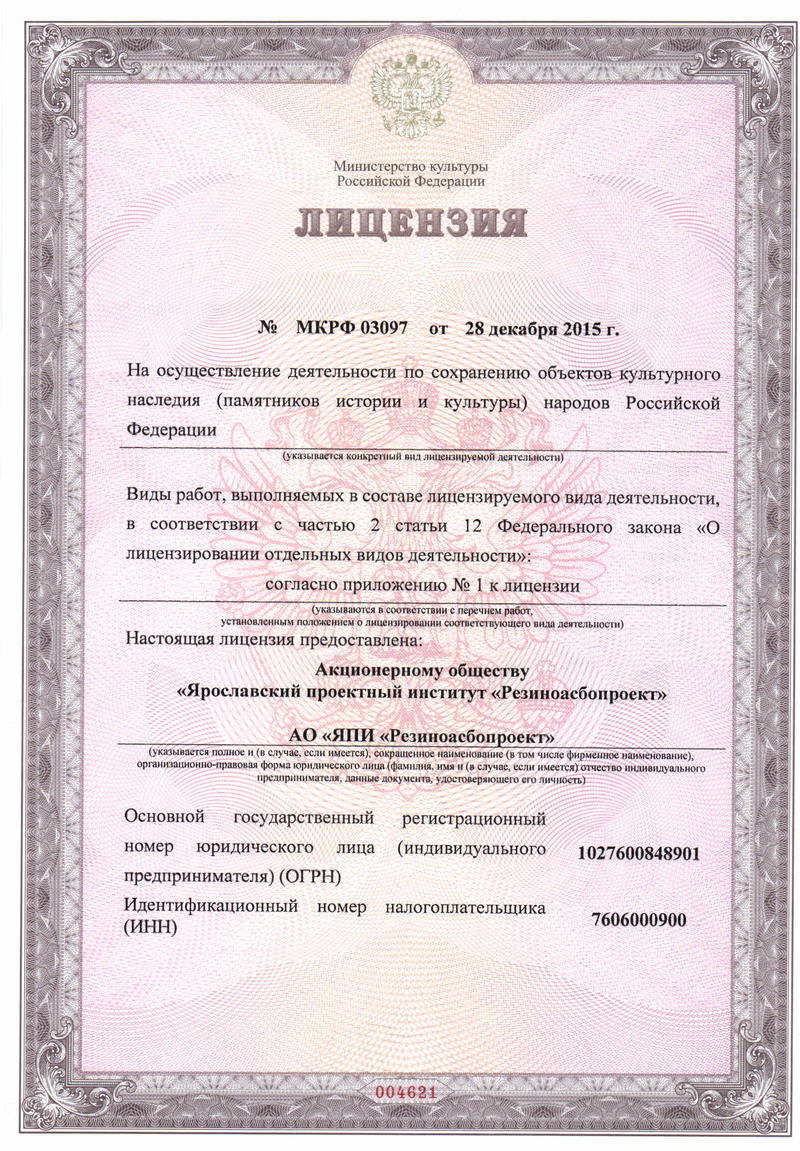 Министерство культуры
Российской Федерации
ЛИЦЕНЗИЯ
№ МКРФ 03097 от 28 декабря 2015 г.
На осуществление деятельности по сохранению объектов культурного
наследия (памятников истории и культуры) народов Российской
Федерации
(указывается конкретный вид лицензируемой деятельности)
Виды работ, выполняемых в составе лицензируемого вида деятельности,
в соответствии с частью 2 статьи 12 Федерального закона «О
лицензировании отдельных видов деятельности»:
согласно приложению № 1 к лицензии
(указываются в соответствии с перечнем работ,
установленным положением о лицензировании соответствующего вида деятельности)
Настоящая лицензия предоставлена:
Акционерному обществу
«Ярославский проектный институт «Резиноасбопроект»
АО «ЯПИ «Резиноасбопроект»
(указывается полное и (в случае, если имеется), сокращенное наименование (в том числе фирменное наименование),
организационно-правовая форма юридического лица (фамилия, имя и (в случае, если имеется) отчество индивидуального
предпринимателя, данные документа, удостоверяющего его личность)
Основной государственный регистрационный
номер юридического лица (индивидуального
предпринимателя) (ОГРН)
1027600848901
Идентификационный номер налогоплательщика
(ИНН)
7606000900
004621